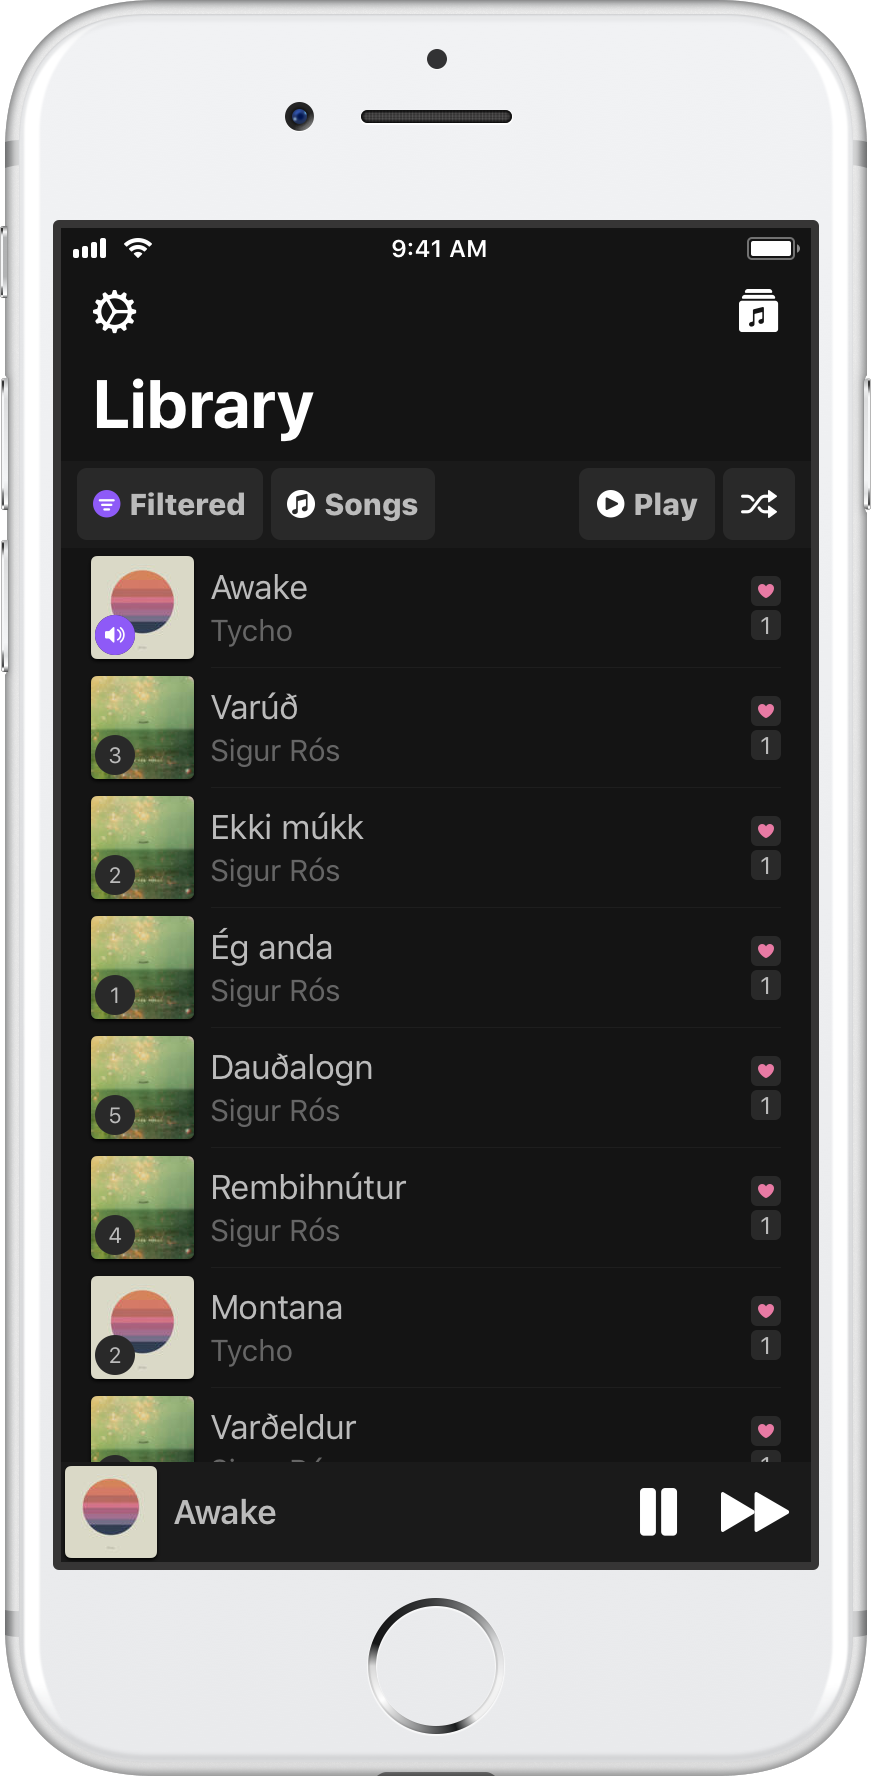 9:41 AM
Library
Filtered
Songs
Play
Awake
Tycho
1
Varúð
Sigur Rós
3
1
Ekki múkk
Sigur Rós
2
1
Ég anda
Sigur Rós
1
1
Dauðalogn
Sigur Rós
5
1
Rembihnútur
Sigur Rós
4
1
Montana
Tycho
2
1
Varðeldur
Awake